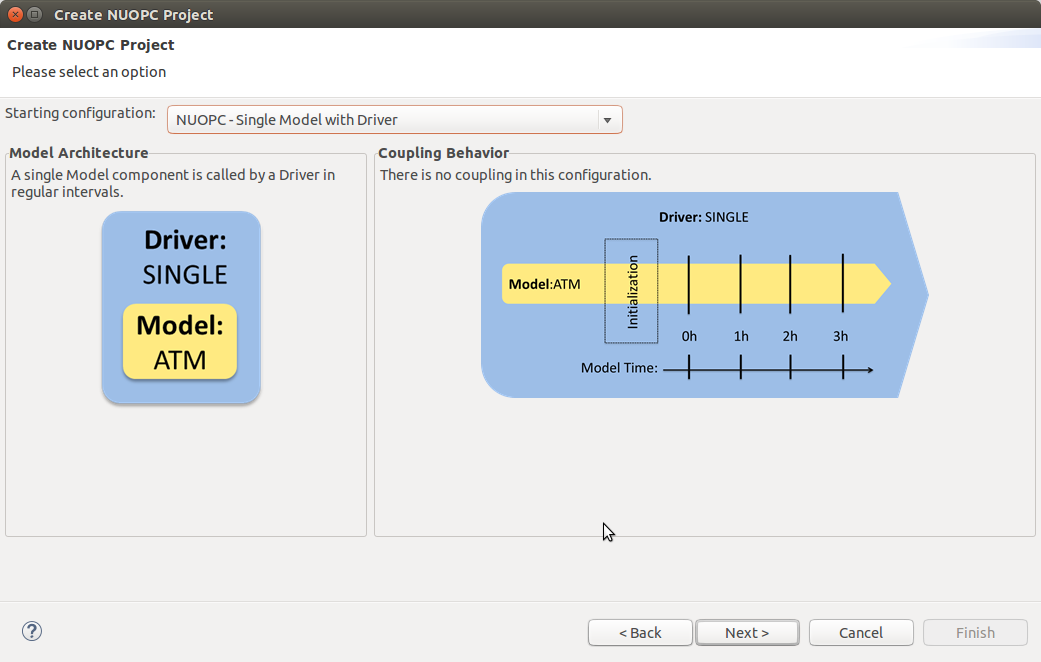 Create NUOPC Project
Create NUOPC Project
Please select an option
Starting configuration:
NUOPC - Single Model with Driver
Model Architecture
A single Model component is called by a Driver in
regular intervals.
Driver:
SINGLE
Model:
ATM
Coupling Behavior
There is no coupling in this configuration.
Driver: SINGLE
Model:ATM
Initialization
0h 1h 2h 3h
Model Time:
?
< Back
Next >
Cancel
Finish